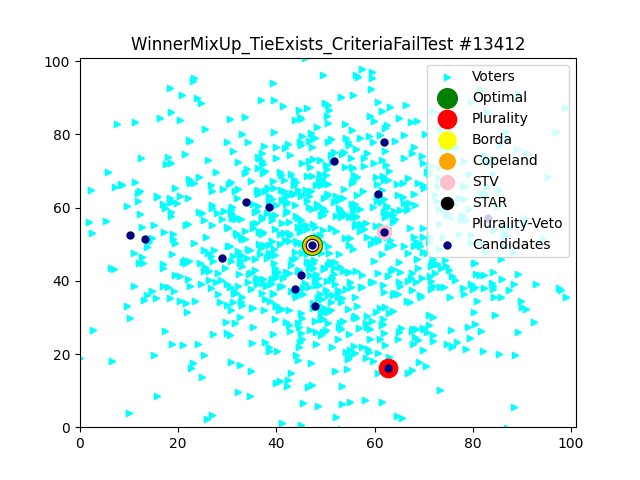 WinnerMixUp_TieExists_CriteriaFailTest #13412
100
80
60
40
20
0
0
20
40
60
80
100
Voters
Optimal
Plurality
Borda
Copeland
STV
STAR
Plurality-Veto
Candidates